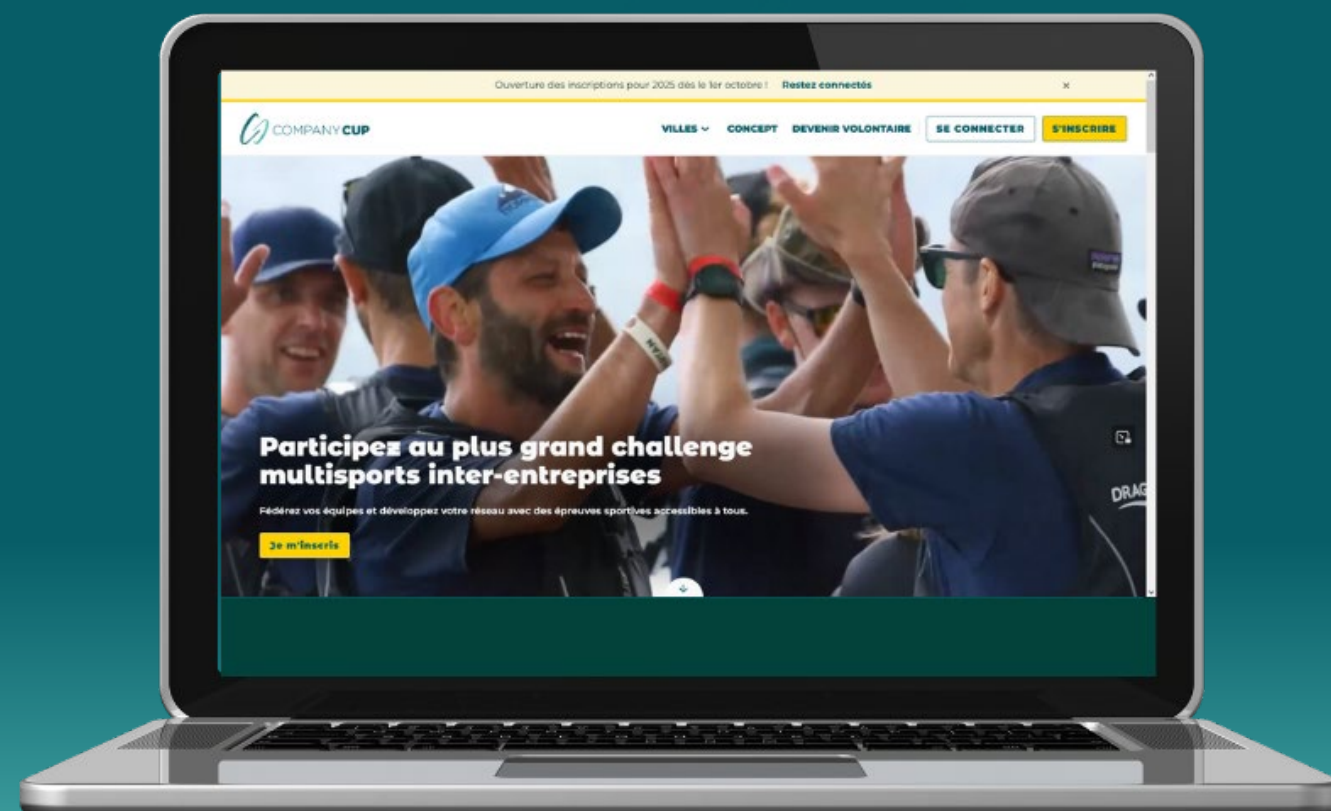 Ouverture des inscriptions pour 2025 dès le 1er octobre ! Restez connectés ×
COMPANY CUP
VILLES CONCEPT DEVENIR VOLONTAIRE SE CONNECTER S'INSCRIRE
DRAG
Participez au plus grand challenge
multisports inter-entreprises
Fédérez vos équipes et développez votre réseau avec des épreuves sportives accessibles à tous.
Je m'inscris